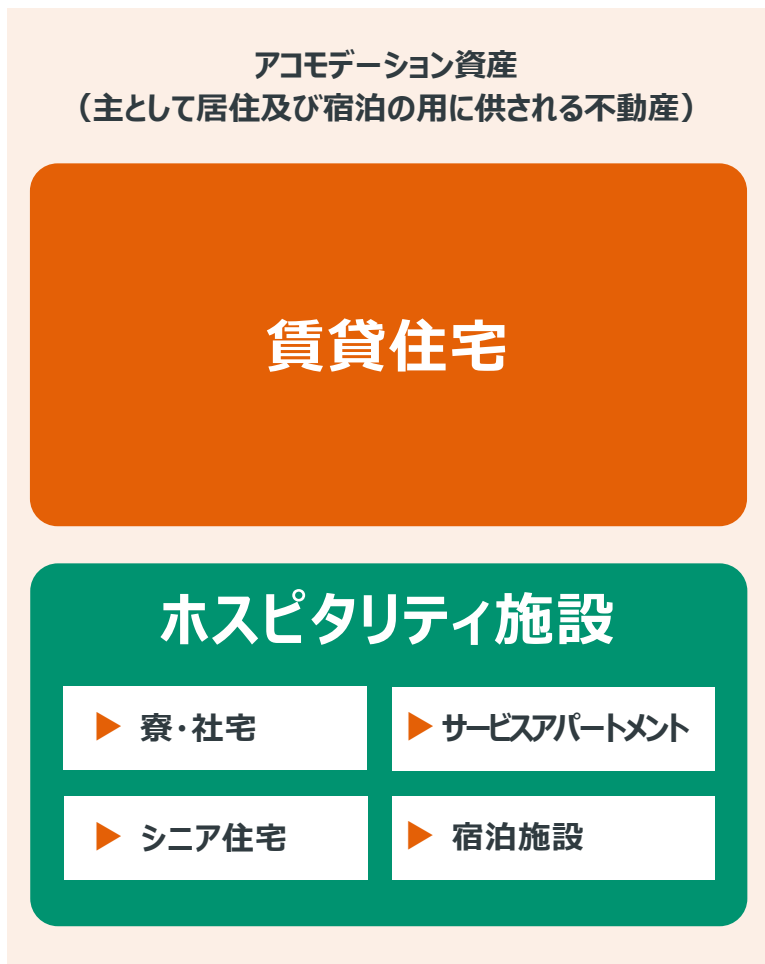 アコモデーション資産
（主として居住及び宿泊の用に供される不動産）
賃貸住宅
ホスピタリティ施設
▶ 寮・社宅
▶ サービスアパートメント
▶ シニア住宅
▶ 宿泊施設